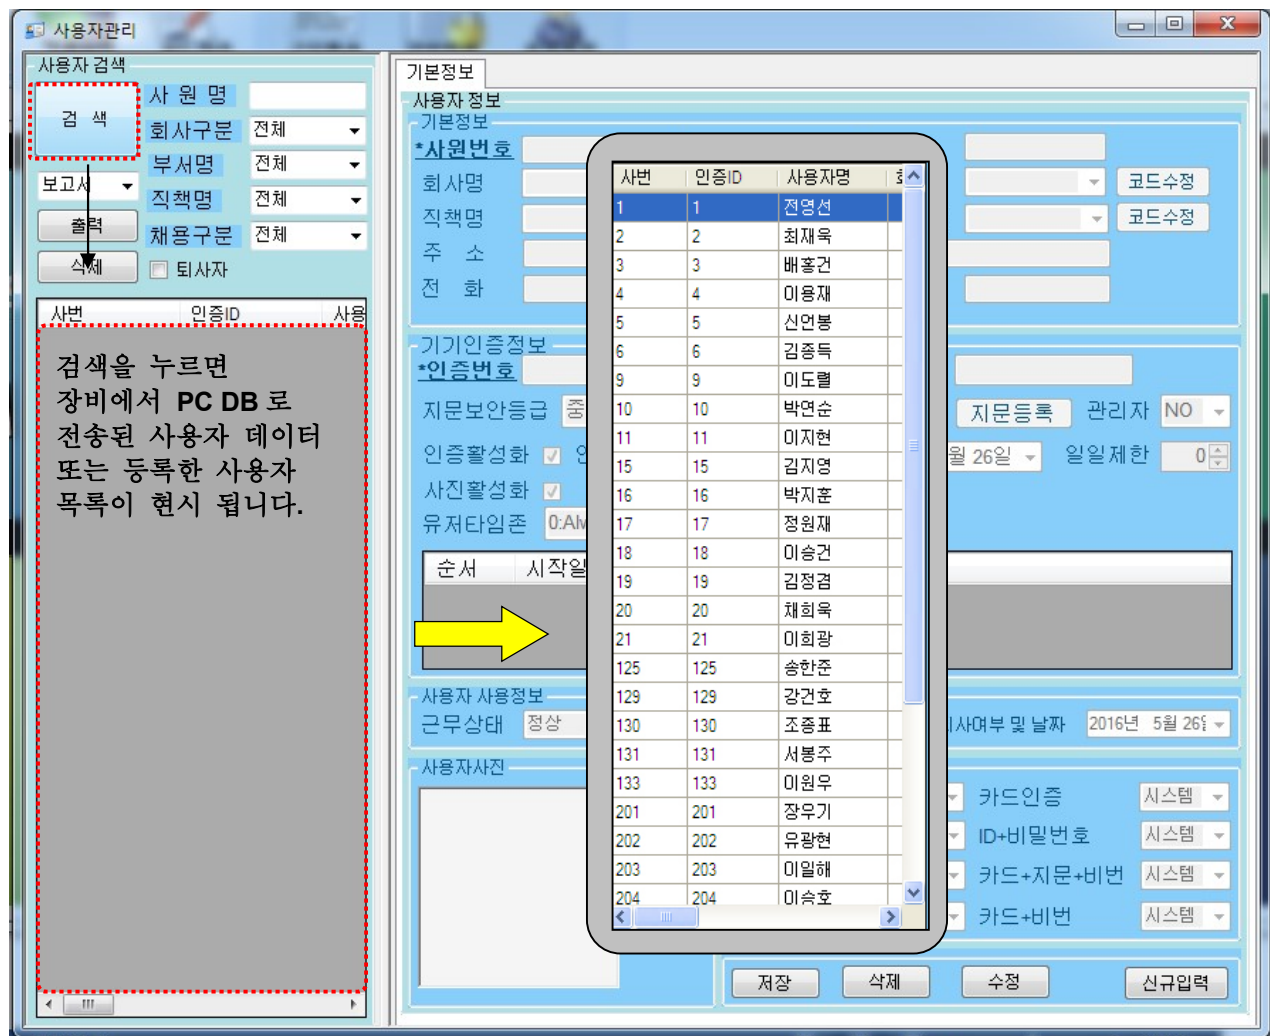 사용자관리
사용자 검색
검 색
사 원 명
회사구분 전체
부서명 전체
보고서
직책명 전체
출력
채용구분 전체
삭제
퇴사자
사번 인증ID 사용
검색을 누르면
장비에서 PC DB 로
전송된 사용자 데이터
또는 등록한 사용자
목록이 현시 됩니다.
기본정보
사용자 정보
기본정보
*사원번호
회사명 코드수정
직책명 코드수정
주 소
전 화
기기인증정보
*인증번호
지문보안등급 중 지문등록 관리자 NO
인증활성화 월 26일 일일제한 0
사진활성화
유저타임존 0:Alw
순서 시작일
사용자 사용정보
근무상태 정상 사여부 및 날짜 2016년 5월 26일
사용자사진
카드인증 시스템
ID+비밀번호 시스템
카드+지문+비번 시스템
카드+비번 시스템
저장 삭제 수정 신규입력
사번 인증ID 사용자명
1 1 전영선
2 2 최재욱
3 3 배홍건
4 4 이용재
5 5 신언봉
6 6 김종득
9 9 이도렬
10 10 박연순
11 11 이지현
15 15 김지영
16 16 박지훈
17 17 정원재
18 18 이승건
19 19 김정겸
20 20 채희욱
21 21 이희광
125 125 송한준
129 129 강건호
130 130 조종표
131 131 서봉주
133 133 이원우
201 201 장우기
202 202 유광현
203 203 이일해
204 204 이승호